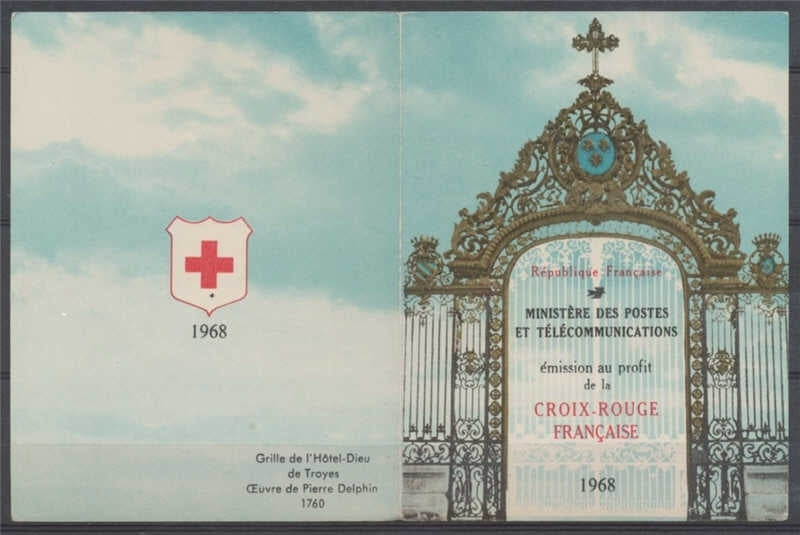 1968
Grille de l'Hôtel-Dieu
de Troyes
Œuvre de Pierre Delphin
1760
République Française
MINISTÈRE DES POSTES
ET TÉLÉCOMMUNICATIONS
émission au profit
de la
CROIX-ROUGE
FRANÇAISE
1968